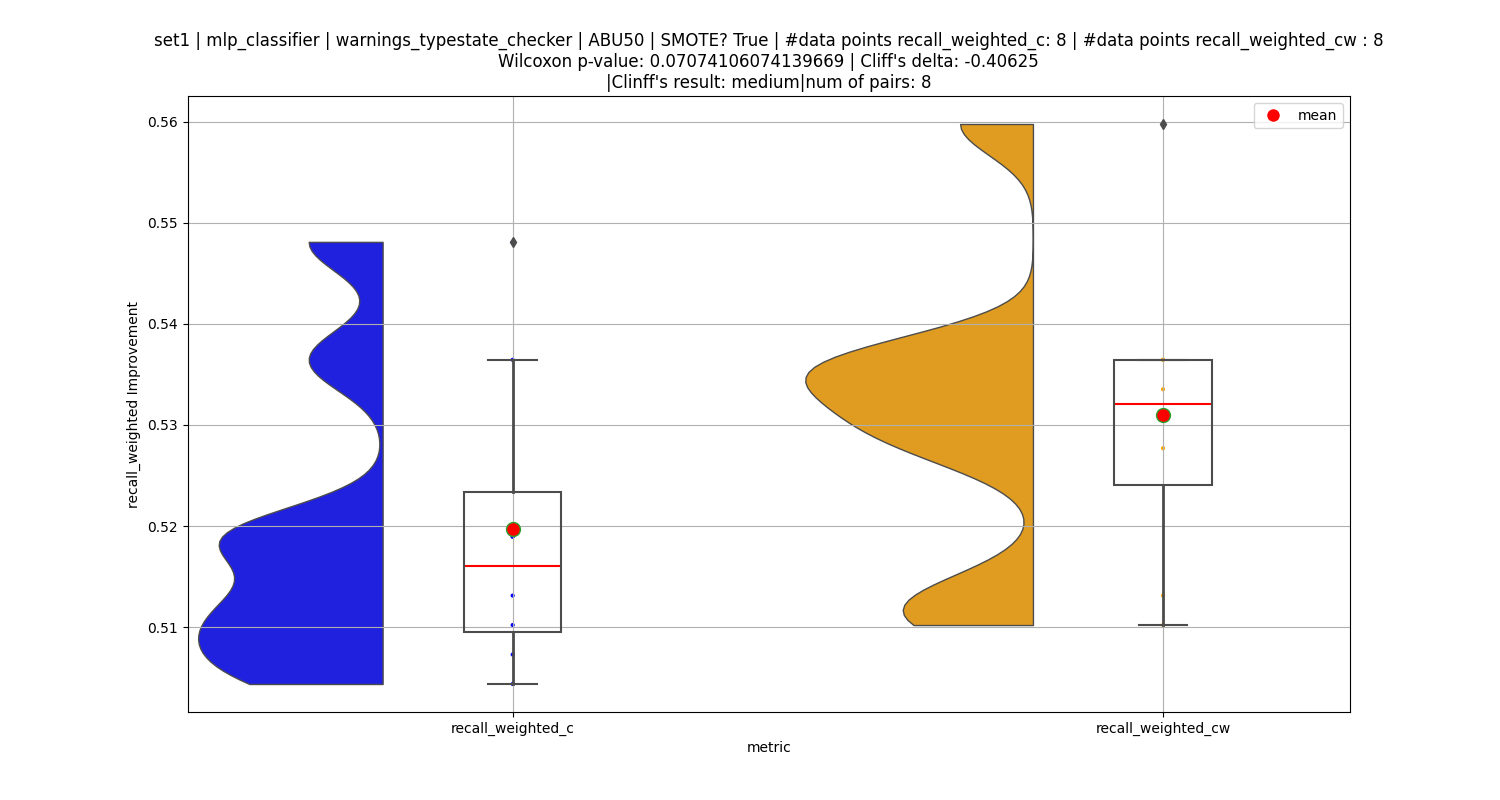 set1 | mlp_classifier | warnings_typestate_checker | ABU50 | SMOTE? True | #data points recall_weighted_c: 8 | #data points recall_weighted_cw : 8
Wilcoxon p-value: 0.07074106074139669 | Cliff's delta: -0.40625
|Clinff's result: medium|num of pairs: 8
mean
recall_weighted Improvement
0.56
0.55
0.54
0.53
0.52
0.51
recall_weighted_c
recall_weighted_cw
metric